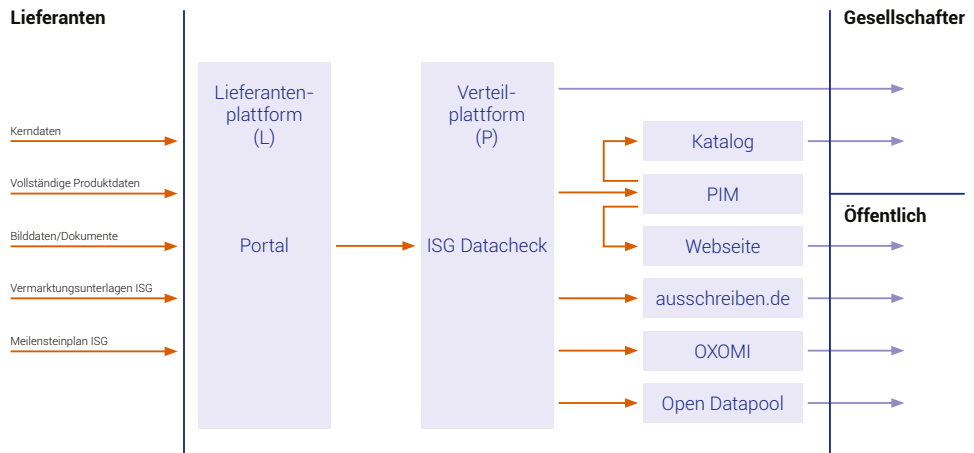 Lieferanten
Gesellschafter
Lieferanten-
plattform
(L)
Verteil-
plattform
(P)
Kerndaten
Katalog
Vollständige Produktdaten
PIM
Öffentlich
Bilddaten/Dokumente
Portal
ISG Datacheck
Webseite
Vermarktungsunterlagen ISG
ausschreiben.de
Meilensteinplan ISG
OXOMI
Open Datapool